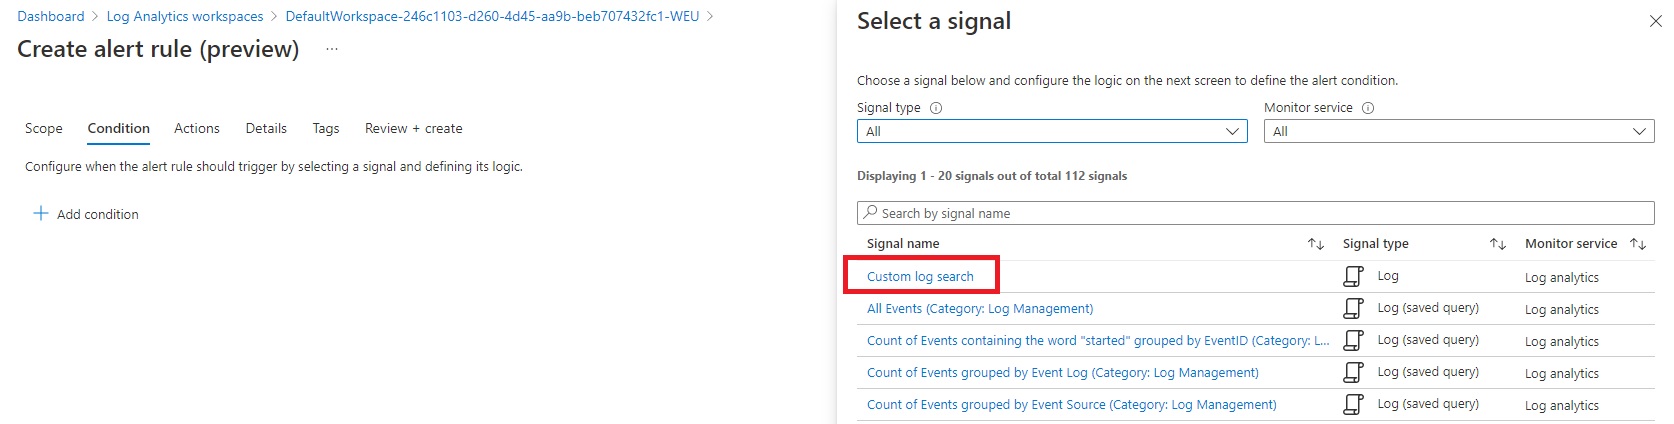 Dashboard > Log Analytics workspaces > DefaultWorkspace-246c1103-d260-4d45-aa9b-beb707432fc1-WEU >
Create alert rule (preview) ...
Scope Condition Actions Details Tags Review + create
Configure when the alert rule should trigger by selecting a signal and defining its logic.
+ Add condition
Select a signal
Choose a signal below and configure the logic on the next screen to define the alert condition.
Signal type Monitor service
All All
Displaying 1 - 20 signals out of total 112 signals
Search by signal name
Signal name Signal type Monitor service
Custom log search Log Log analytics
All Events (Category: Log Management) Log (saved query) Log analytics
Count of Events containing the word "started" grouped by EventID (Category: L... Log (saved query) Log analytics
Count of Events grouped by Event Log (Category: Log Management) Log (saved query) Log analytics
Count of Events grouped by Event Source (Category: Log Management) Log (saved query) Log analytics